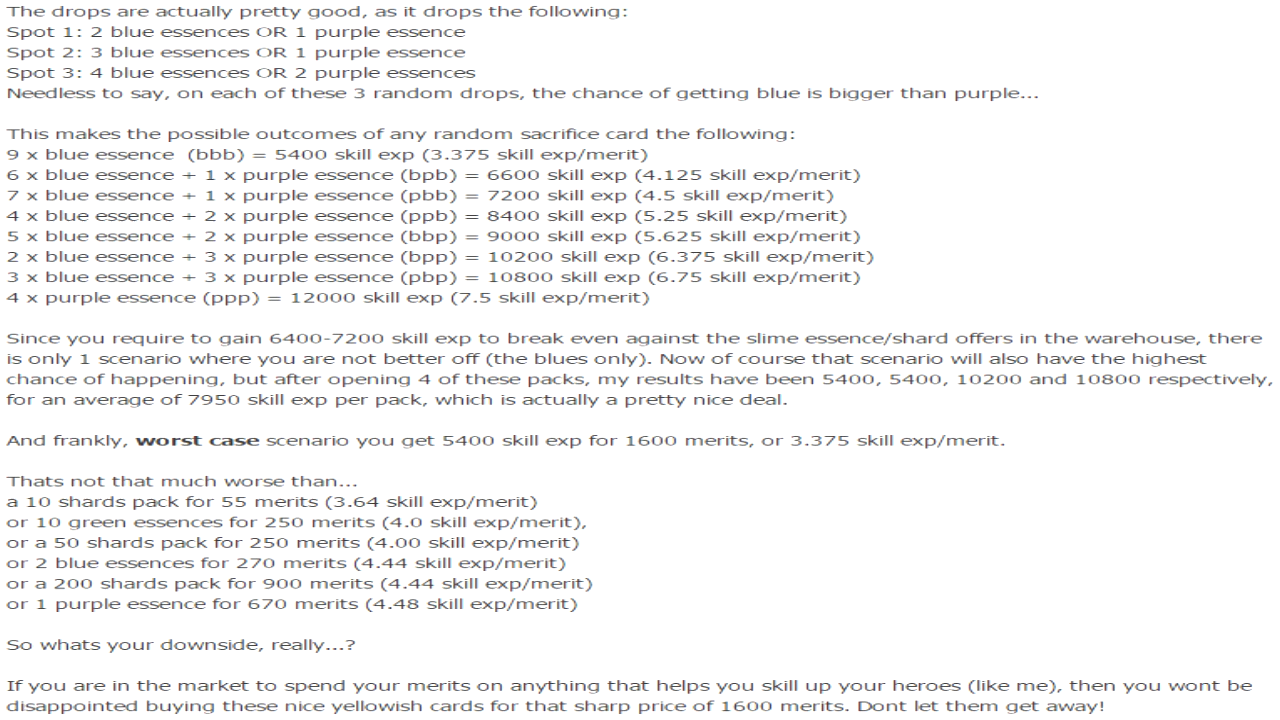 The drops are actually pretty good, as it drops the following:
Spot 1: 2 blue essences OR 1 purple essence
Spot 2: 3 blue essences OR 1 purple essence
Spot 3: 4 blue essences OR 2 purple essences
Needless to say, on each of these 3 random drops, the chance of getting blue is bigger than purple...
This makes the possible outcomes of any random sacrifice card the following:
9 x blue essence  (bbb) = 5400 skill exp (3.375 skill exp/merit)
6 x blue essence + 1 x purple essence (bpb) = 6600 skill exp (4.125 skill exp/merit)
7 x blue essence + 1 x purple essence (pbb) = 7200 skill exp (4.5 skill exp/merit)
4 x blue essence + 2 x purple essence (ppb) = 8400 skill exp (5.25 skill exp/merit)
5 x blue essence + 2 x purple essence (bbp) = 9000 skill exp (5.625 skill exp/merit)
2 x blue essence + 3 x purple essence (bpp) = 10200 skill exp (6.375 skill exp/merit)
3 x blue essence + 3 x purple essence (pbp) = 10800 skill exp (6.75 skill exp/merit)
4 x purple essence (ppp) = 12000 skill exp (7.5 skill exp/merit)
Since you require to gain 6400-7200 skill exp to break even against the slime essence/shard offers in the warehouse, there
is only 1 scenario where you are not better off (the blues only). Now of course that scenario will also have the highest
chance of happening, but after opening 4 of these packs, my results have been 5400, 5400, 10200 and 10800 respectively,
for an average of 7950 skill exp per pack, which is actually a pretty nice deal.
And frankly, worst case scenario you get 5400 skill exp for 1600 merits, or 3.375 skill exp/merit.
Thats not that much worse than...
a 10 shards pack for 55 merits (3.64 skill exp/merit)
or 10 green essences for 250 merits (4.0 skill exp/merit),
or a 50 shards pack for 250 merits (4.00 skill exp/merit)
or 2 blue essences for 270 merits (4.44 skill exp/merit)
or a 200 shards pack for 900 merits (4.44 skill exp/merit)
or 1 purple essence for 670 merits (4.48 skill exp/merit)
So whats your downside, really...?
If you are in the market to spend your merits on anything that helps you skill up your heroes (like me), then you wont be
disappointed buying these nice yellowish cards for that sharp price of 1600 merits. Dont let them get away!